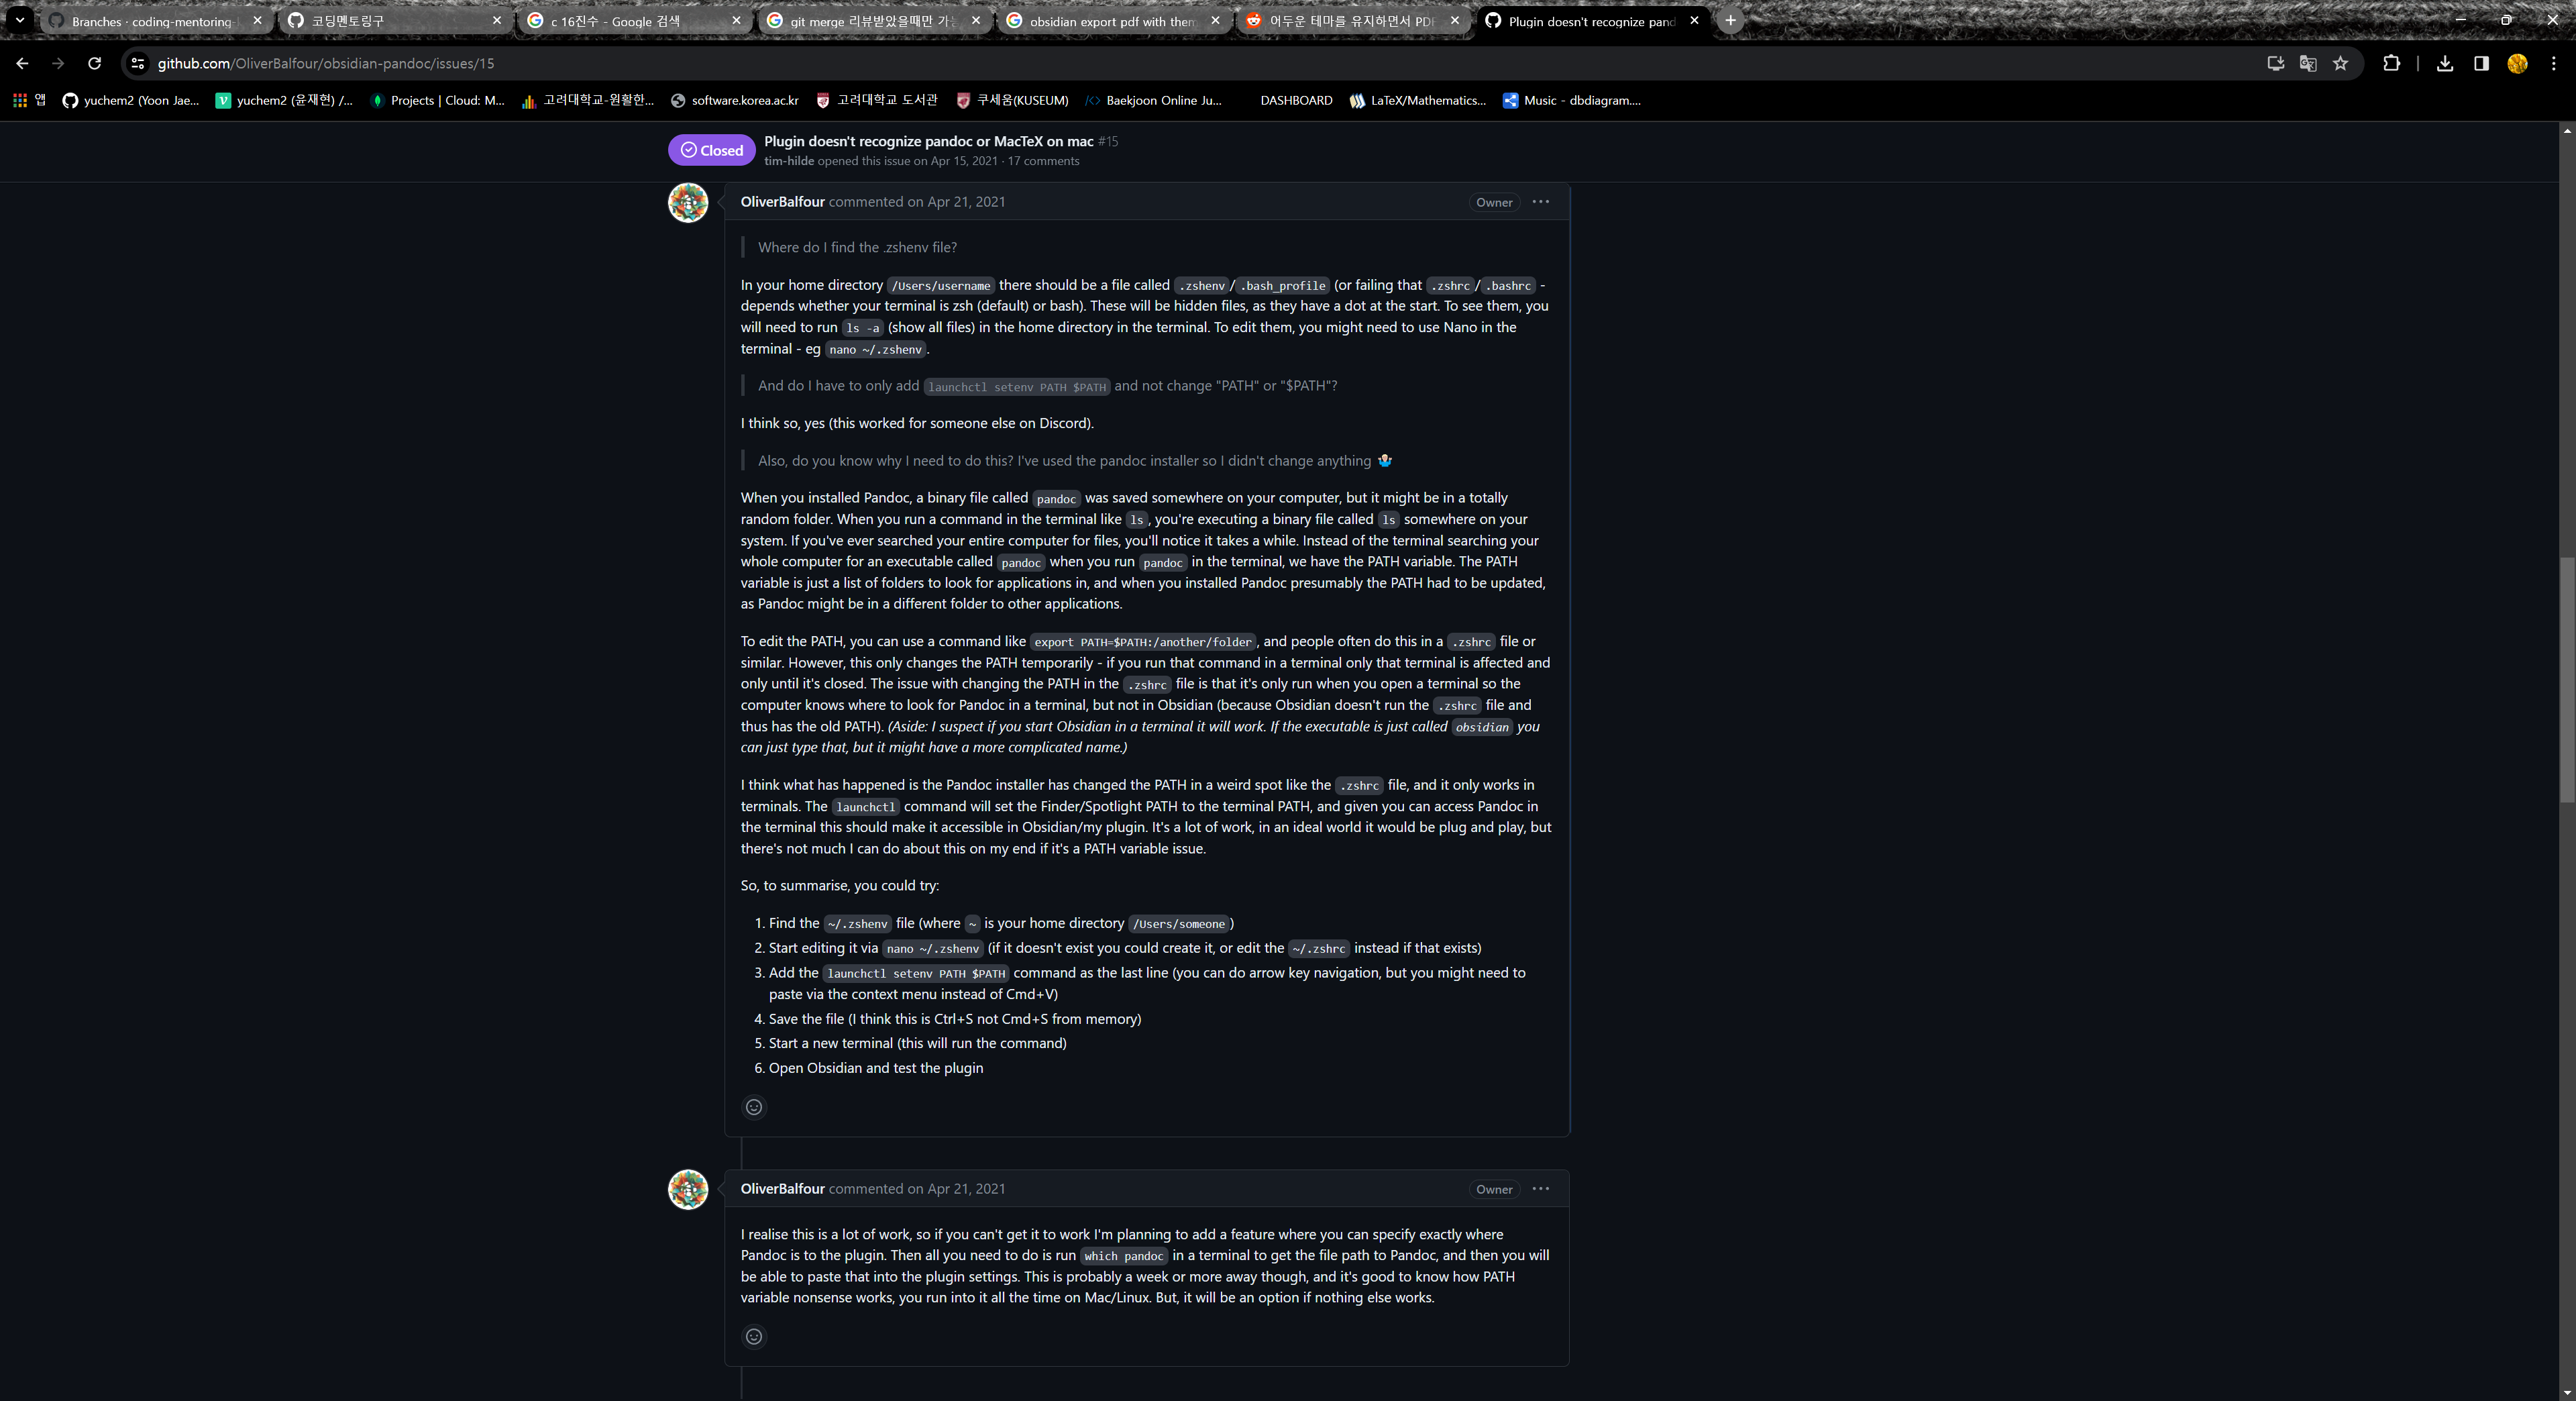 Branches · coding-mentoring-
코딩멘토링구
c 16진수 - Google 검색
git merge 리뷰받았을때만 가
obsidian export pdf with them
어두운 테마를 유지하면서 PD
Plugin doesn't recognize pand
github.com/OliverBalfour/obsidian-pandoc/issues/15
앱
yuchem2 (Yoon Jae...
yuchem2 (윤재현) /...
Projects | Cloud: M...
고려대학교-원활한...
software.korea.ac.kr
고려대학교 도서관
쿠세움(KUSEUM)
Baekjoon Online Ju...
DASHBOARD
LaTeX/Mathematics...
Music - dbdiagram....
Closed
Plugin doesn't recognize pandoc or MacTeX on mac #15
tim-hilde opened this issue on Apr 15, 2021 · 17 comments
OliverBalfour commented on Apr 21, 2021
Owner
Where do I find the .zshenv file?
In your home directory /Users/username there should be a file called .zshenv/.bash_profile (or failing that .zshrc/.bashrc -
depends whether your terminal is zsh (default) or bash). These will be hidden files, as they have a dot at the start. To see them, you
will need to run ls -a (show all files) in the home directory in the terminal. To edit them, you might need to use Nano in the
terminal - eg nano ~/.zshenv.
And do I have to only add launchctl setenv PATH $PATH and not change "PATH" or "$PATH"?
I think so, yes (this worked for someone else on Discord).
Also, do you know why I need to do this? I've used the pandoc installer so I didn't change anything 🤷🏼‍♂️
When you installed Pandoc, a binary file called pandoc was saved somewhere on your computer, but it might be in a totally
random folder. When you run a command in the terminal like ls, you're executing a binary file called ls somewhere on your
system. If you've ever searched your entire computer for files, you'll notice it takes a while. Instead of the terminal searching your
whole computer for an executable called pandoc when you run pandoc in the terminal, we have the PATH variable. The PATH
variable is just a list of folders to look for applications in, and when you installed Pandoc presumably the PATH had to be updated,
as Pandoc might be in a different folder to other applications.
To edit the PATH, you can use a command like export PATH=$PATH:/another/folder, and people often do this in a .zshrc file or
similar. However, this only changes the PATH temporarily - if you run that command in a terminal only that terminal is affected and
only until it's closed. The issue with changing the PATH in the .zshrc file is that it's only run when you open a terminal so the
computer knows where to look for Pandoc in a terminal, but not in Obsidian (because Obsidian doesn't run the .zshrc file and
thus has the old PATH). (Aside: I suspect if you start Obsidian in a terminal it will work. If the executable is just called obsidian you
can just type that, but it might have a more complicated name.)
I think what has happened is the Pandoc installer has changed the PATH in a weird spot like the .zshrc file, and it only works in
terminals. The launchctl command will set the Finder/Spotlight PATH to the terminal PATH, and given you can access Pandoc in
the terminal this should make it accessible in Obsidian/my plugin. It's a lot of work, in an ideal world it would be plug and play, but
there's not much I can do about this on my end if it's a PATH variable issue.
So, to summarise, you could try:
1. Find the ~/.zshenv file (where ~ is your home directory /Users/someone)
2. Start editing it via nano ~/.zshenv (if it doesn't exist you could create it, or edit the ~/.zshrc instead if that exists)
3. Add the launchctl setenv PATH $PATH command as the last line (you can do arrow key navigation, but you might need to
paste via the context menu instead of Cmd+V)
4. Save the file (I think this is Ctrl+S not Cmd+S from memory)
5. Start a new terminal (this will run the command)
6. Open Obsidian and test the plugin
OliverBalfour commented on Apr 21, 2021
Owner
I realise this is a lot of work, so if you can't get it to work I'm planning to add a feature where you can specify exactly where
Pandoc is to the plugin. Then all you need to do is run which pandoc in a terminal to get the file path to Pandoc, and then you will
be able to paste that into the plugin settings. This is probably a week or more away though, and it's good to know how PATH
variable nonsense works, you run into it all the time on Mac/Linux. But, it will be an option if nothing else works.